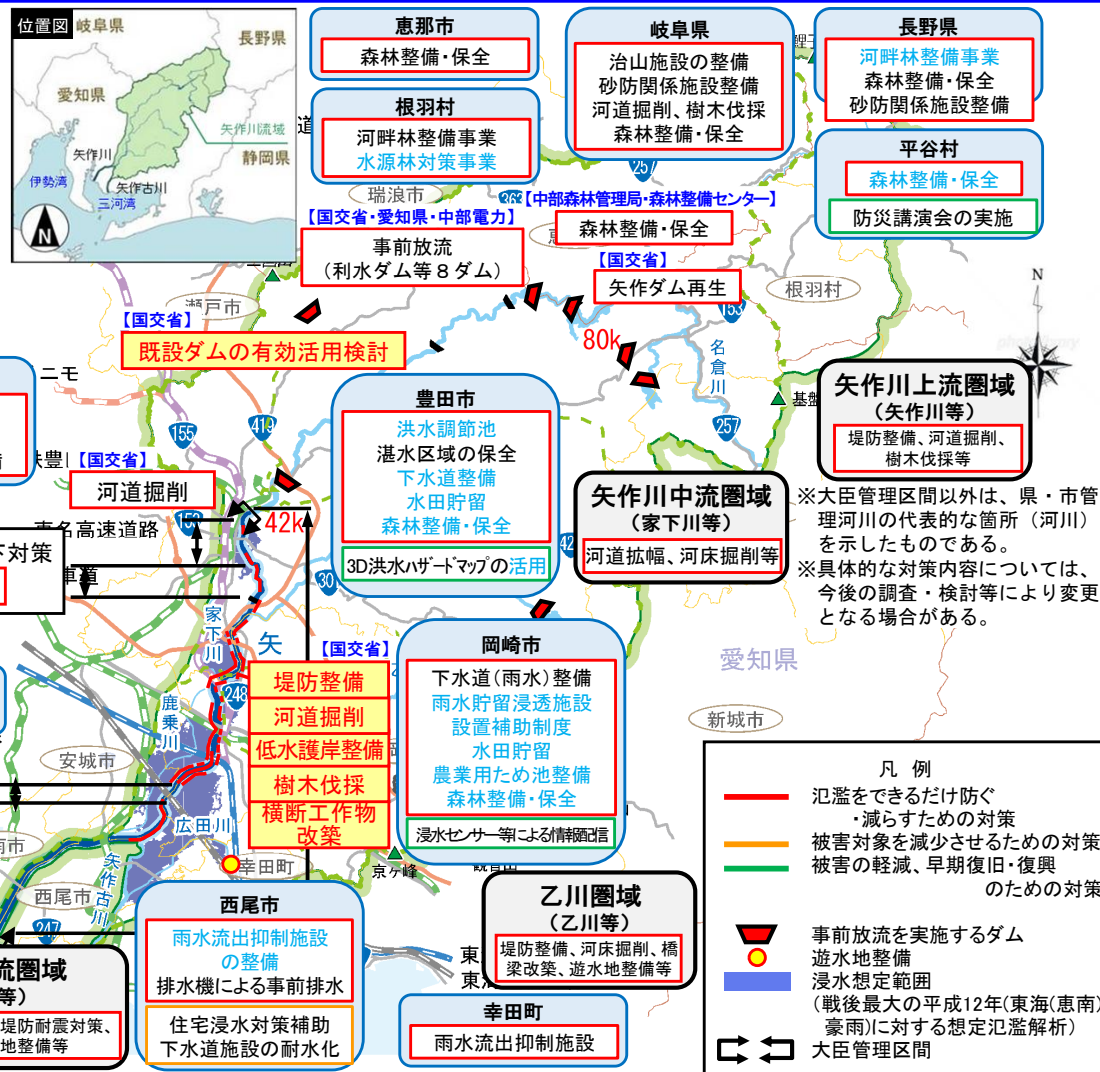 位置図
岐阜県
長野県
愛知県
矢作川流域
静岡県
矢作川
伊勢湾
矢作古川
三河湾
N
恵那市
森林整備・保全
根羽村
河畔林整備事業
水源林対策事業
岐阜県
治山施設の整備
砂防関係施設整備
河道掘削、樹木伐採
森林整備・保全
長野県
河畔林整備事業
森林整備・保全
砂防関係施設整備
平谷村
森林整備・保全
防災講演会の実施
道
257
瑞浪市
363
【国交省・愛知県・中部電力】
事前放流
(利水ダム等８ダム)
【中部森林管理局・森林整備センター】
森林整備・保全
【国交省】
矢作ダム再生
根羽村
153
N
瀬戸市
【国交省】
既設ダムの有効活用検討
80k
名倉川
257
ニモ
155
419
豊田市
洪水調節池
湛水区域の保全
下水道整備
水田貯留
森林整備・保全
3D洪水ハザードマップの活用
矢作川上流圏域
(矢作川等)
堤防整備、河道掘削、
樹木伐採等
【国交省】
河道掘削
42k
東名高速道路
下対策
車道
30
矢作川中流圏域
(家下川等)
河道拡幅、河床掘削等
※大臣管理区間以外は、県・市管
理河川の代表的な箇所（河川）
を示したものである。
※具体的な対策内容については、
今後の調査・検討等により変更
となる場合がある。
家下川
矢
248
鹿乗川
【国交省】
堤防整備
河道掘削
低水護岸整備
樹木伐採
横断工作物
改築
岡崎市
下水道(雨水)整備
雨水貯留浸透施設
設置補助制度
水田貯留
農業用ため池整備
森林整備・保全
浸水センサー等による情報配信
愛知県
新城市
安城市
広田川
幸田町
京ヶ峰
南市
西尾市
矢作古川
247
西尾市
雨水流出抑制施設
の整備
排水機による事前排水
住宅浸水対策補助
下水道施設の耐水化
流圏域
等)
堤防耐震対策、
地整備等
乙川圏域
(乙川等)
堤防整備、河床掘削、橋
梁改築、遊水地整備等
東
東海
幸田町
雨水流出抑制施設
凡 例
氾濫をできるだけ防ぐ
・減らすための対策
被害対象を減少させるための対策
被害の軽減、早期復旧・復興
のための対策
事前放流を実施するダム
遊水地整備
浸水想定範囲
(戦後最大の平成12年(東海(恵南)
豪雨)に対する想定氾濫解析)
大臣管理区間